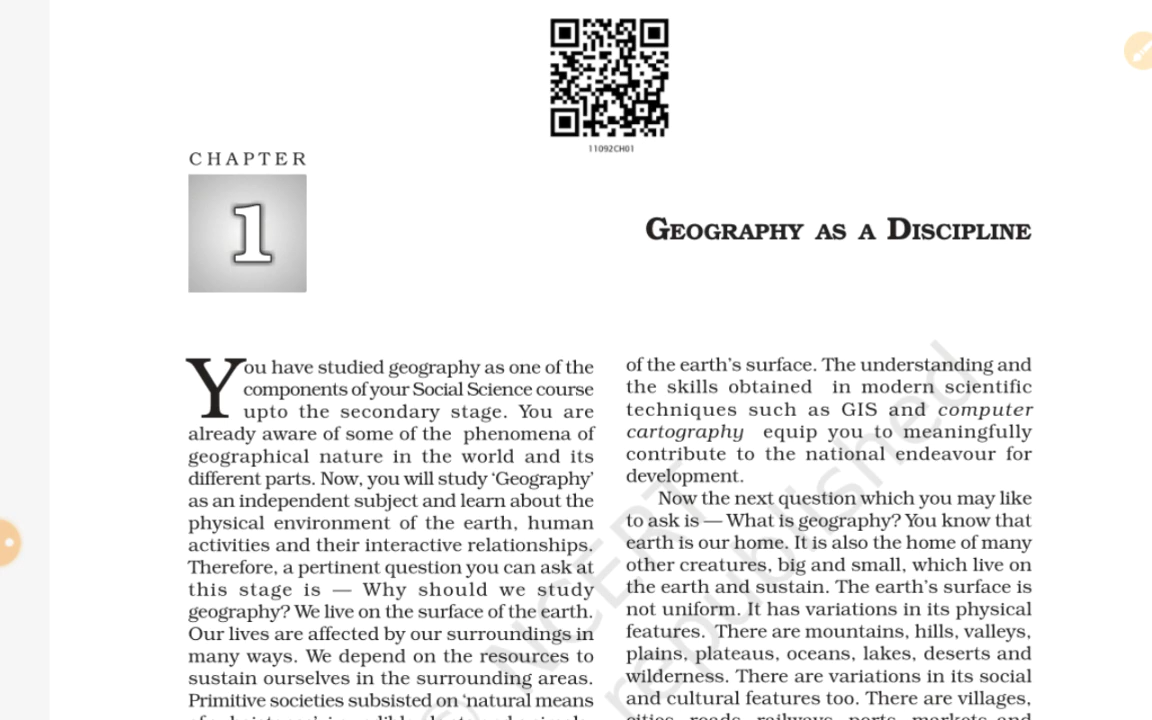 11092CH01
CHAPTER
1
GEOGRAPHY AS A DISCIPLINE
You have studied geography as one of the
components of your Social Science course
upto the secondary stage. You are
already aware of some of the phenomena of
geographical nature in the world and its
different parts. Now, you will study ‘Geography’
as an independent subject and learn about the
physical environment of the earth, human
activities and their interactive relationships.
Therefore, a pertinent question you can ask at
this stage is — Why should we study
geography? We live on the surface of the earth.
Our lives are affected by our surroundings in
many ways. We depend on the resources to
sustain ourselves in the surrounding areas.
Primitive societies subsisted on ‘natural means
of the earth’s surface. The understanding and
the skills obtained in modern scientific
techniques such as GIS and computer
cartography equip you to meaningfully
contribute to the national endeavour for
development.
Now the next question which you may like
to ask is — What is geography? You know that
earth is our home. It is also the home of many
other creatures, big and small, which live on
the earth and sustain. The earth’s surface is
not uniform. It has variations in its physical
features. There are mountains, hills, valleys,
plains, plateaus, oceans, lakes, deserts and
wilderness. There are variations in its social
and cultural features too. There are villages,
cities, roads, railways, ports, markets and
NCERT
republished